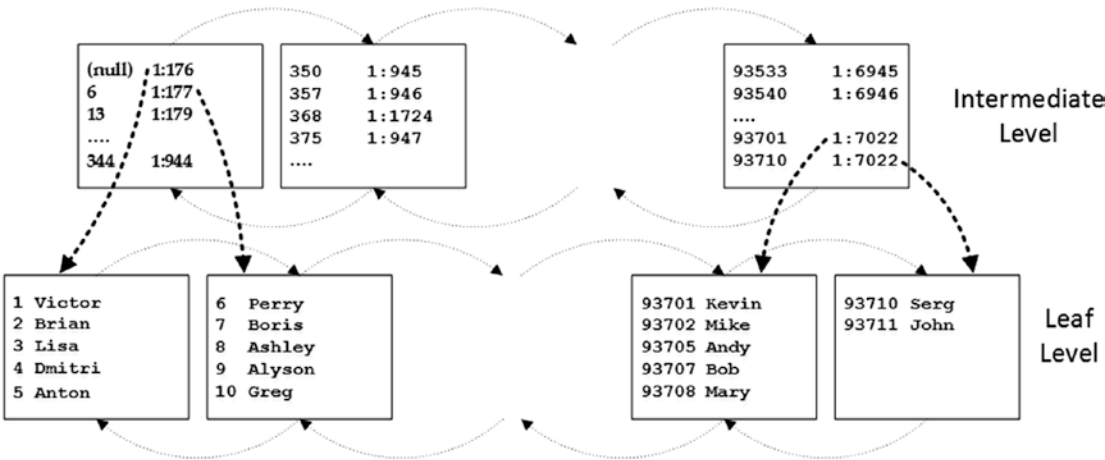 (null) 1:176
6 1:177
13 1:179
....
344 1:944
350 1:945
357 1:946
368 1:1724
375 1:947
....
93533 1:6945
93540 1:6946
....
93701 1:7022
93710 1:7022
Intermediate
Level
1 Victor
2 Brian
3 Lisa
4 Dmitri
5 Anton
6 Perry
7 Boris
8 Ashley
9 Alyson
10 Greg
93701 Kevin
93702 Mike
93705 Andy
93707 Bob
93708 Mary
93710 Serg
93711 John
Leaf
Level